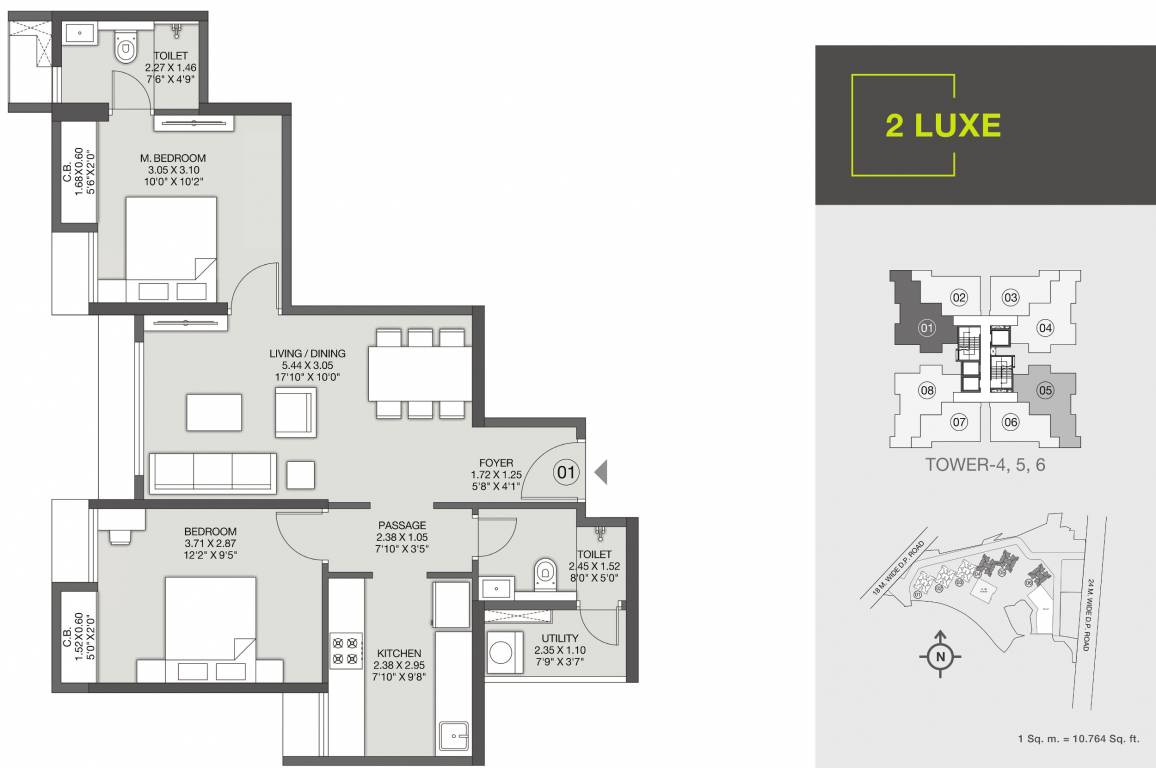 TOILET
2.27 X 1.46
7'6" X 4'9"
M. BEDROOM
3.05 X 3.10
10'0" X 10'2"
C.B.
1.68X0.60
5'6"X2'0"
LIVING / DINING
5.44 X 3.05
17'10" X 10'0"
FOYER
1.72 X 1.25
5'8" X 4'1"
01
BEDROOM
3.71 X 2.87
12'2" X 9'5"
PASSAGE
2.38 X 1.05
7'10" X 3'5"
TOILET
2.45 X 1.52
8'0" X 5'0"
C.B.
1.52X0.60
5'0"X2'0"
KITCHEN
2.38 X 2.95
7'10" X 9'8"
UTILITY
2.35 X 1.10
7'9" X 3'7"
2 LUXE
02
03
01
04
08
05
07
06
TOWER-4, 5, 6
18 M. WIDE D.P. ROAD
24 M. WIDE D.P. ROAD
N
1 Sq. m. = 10.764 Sq. ft.